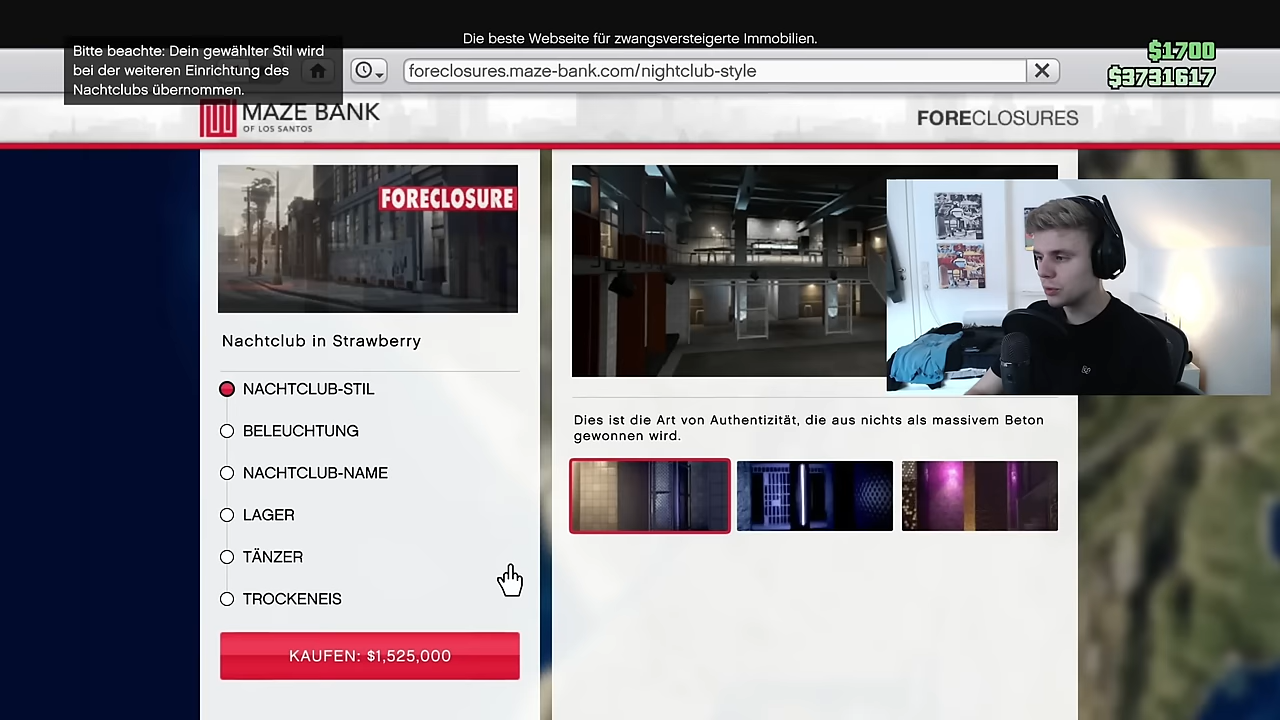 Die beste Webseite für zwangsversteigerte Immobilien.
Bitte beachte: Dein gewählter Stil wird
bei der weiteren Einrichtung des
Nachtclubs übernommen.
foreclosures.maze-bank.com/nightclub-style
$1700
$3731617
MAZE BANK
OF LOS SANTOS
FORECLOSURES
FORECLOSURE
Nachtclub in Strawberry
NACHTCLUB-STIL
BELEUCHTUNG
NACHTCLUB-NAME
LAGER
TÄNZER
TROCKENEIS
KAUFEN: $1,525,000
Dies ist die Art von Authentizität, die aus nichts als massivem Beton
gewonnen wird.